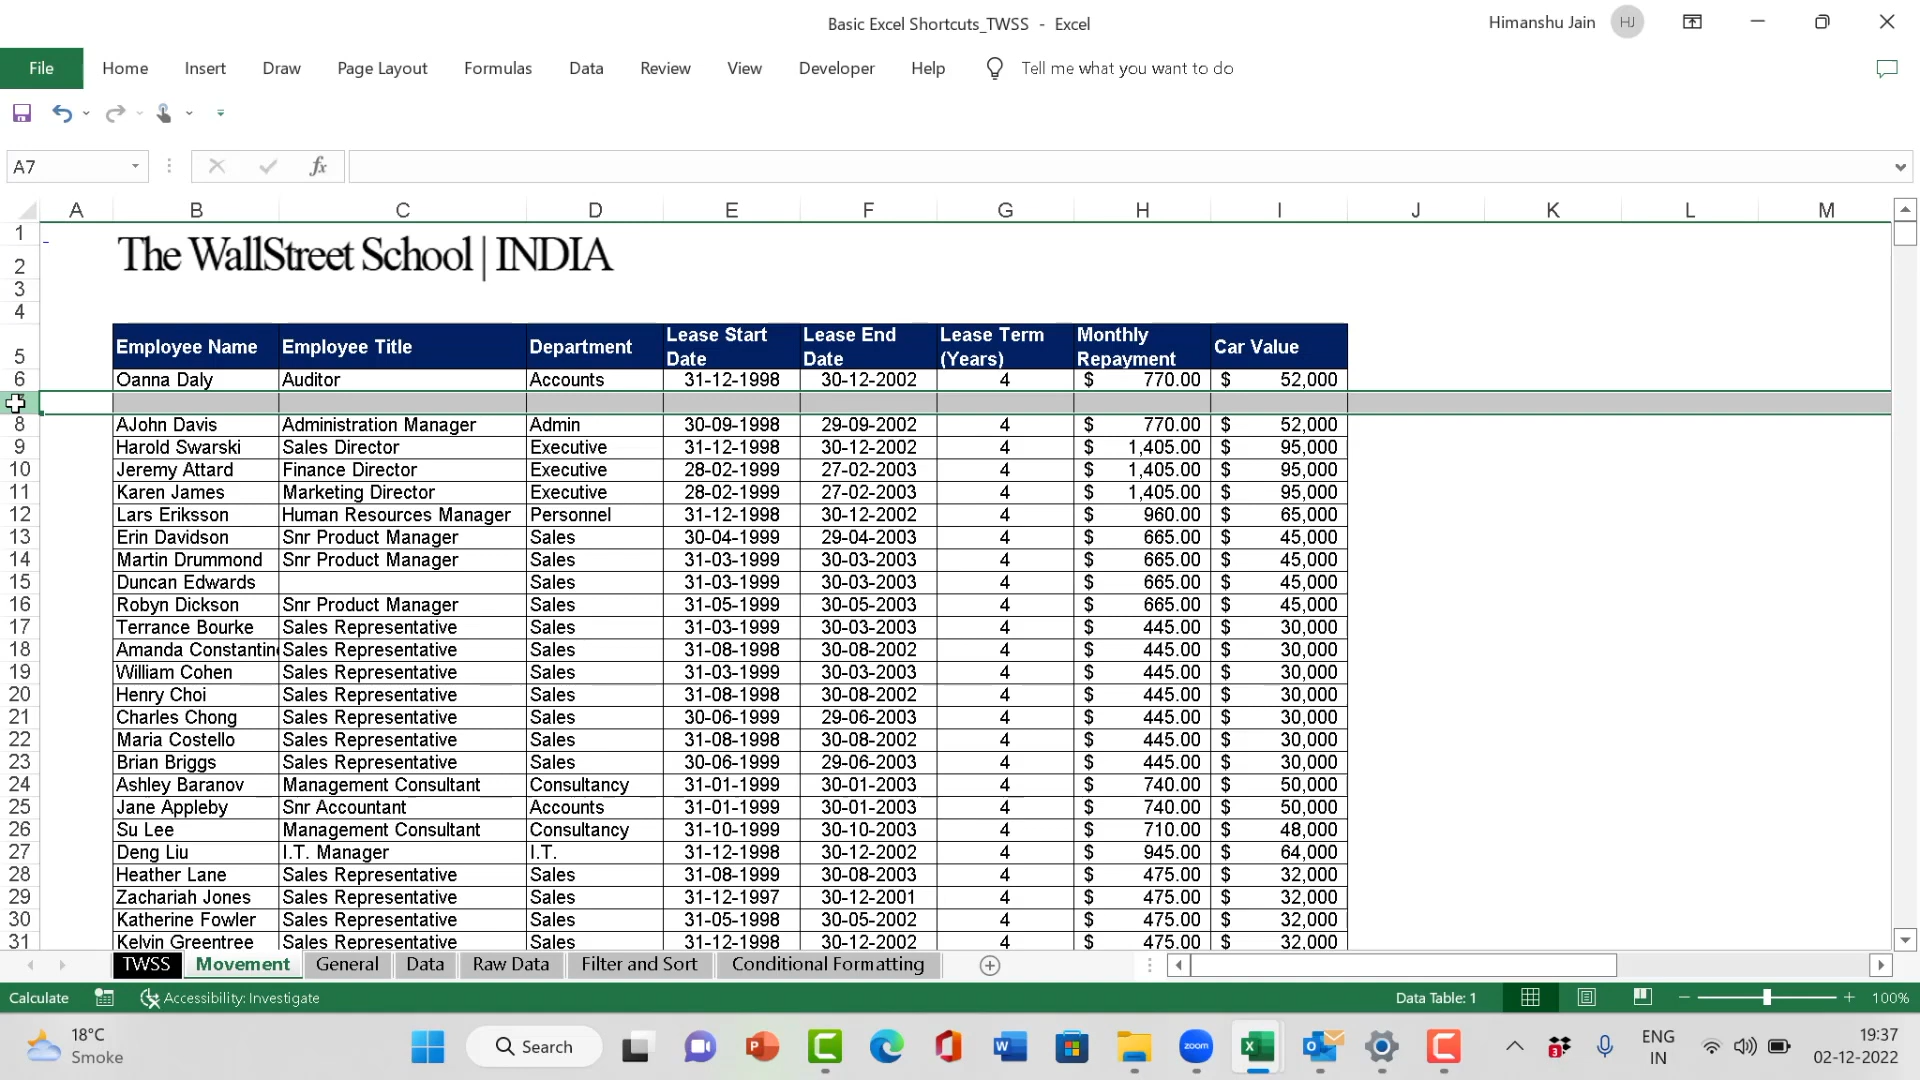 Basic Excel Shortcuts_TWSS - Excel
Himanshu Jain HJ
File Home Insert Draw Page Layout Formulas Data Review View Developer Help Tell me what you want to do
A7 fx
A B C D E F G H I J K L M
1
The WallStreet School | INDIA
2
3
4
Employee Name Employee Title Department Lease Start Date Lease End Date Lease Term (Years) Monthly Repayment Car Value
5
6 Oanna Daly Auditor Accounts 31-12-1998 30-12-2002 4 $ 770.00 $ 52,000
8 AJohn Davis Administration Manager Admin 30-09-1998 29-09-2002 4 $ 770.00 $ 52,000
9 Harold Swarski Sales Director Executive 31-12-1998 30-12-2002 4 $ 1,405.00 $ 95,000
10 Jeremy Attard Finance Director Executive 28-02-1999 27-02-2003 4 $ 1,405.00 $ 95,000
11 Karen James Marketing Director Executive 28-02-1999 27-02-2003 4 $ 1,405.00 $ 95,000
12 Lars Eriksson Human Resources Manager Personnel 31-12-1998 30-12-2002 4 $ 960.00 $ 65,000
13 Erin Davidson Snr Product Manager Sales 30-04-1999 29-04-2003 4 $ 665.00 $ 45,000
14 Martin Drummond Snr Product Manager Sales 31-03-1999 30-03-2003 4 $ 665.00 $ 45,000
15 Duncan Edwards Sales 31-03-1999 30-03-2003 4 $ 665.00 $ 45,000
16 Robyn Dickson Snr Product Manager Sales 31-05-1999 30-05-2003 4 $ 665.00 $ 45,000
17 Terrance Bourke Sales Representative Sales 31-03-1999 30-03-2003 4 $ 445.00 $ 30,000
18 Amanda Constantin Sales Representative Sales 31-08-1998 30-08-2002 4 $ 445.00 $ 30,000
19 William Cohen Sales Representative Sales 31-03-1999 30-03-2003 4 $ 445.00 $ 30,000
20 Henry Choi Sales Representative Sales 31-08-1998 30-08-2002 4 $ 445.00 $ 30,000
21 Charles Chong Sales Representative Sales 30-06-1999 29-06-2003 4 $ 445.00 $ 30,000
22 Maria Costello Sales Representative Sales 31-08-1998 30-08-2002 4 $ 445.00 $ 30,000
23 Brian Briggs Sales Representative Sales 30-06-1999 29-06-2003 4 $ 445.00 $ 30,000
24 Ashley Baranov Management Consultant Consultancy 31-01-1999 30-01-2003 4 $ 740.00 $ 50,000
25 Jane Appleby Snr Accountant Accounts 31-01-1999 30-01-2003 4 $ 740.00 $ 50,000
26 Su Lee Management Consultant Consultancy 31-10-1999 30-10-2003 4 $ 710.00 $ 48,000
27 Deng Liu I.T. Manager I.T. 31-12-1998 30-12-2002 4 $ 945.00 $ 64,000
28 Heather Lane Sales Representative Sales 31-08-1999 30-08-2003 4 $ 475.00 $ 32,000
29 Zachariah Jones Sales Representative Sales 31-12-1997 30-12-2001 4 $ 475.00 $ 32,000
30 Katherine Fowler Sales Representative Sales 31-05-1998 30-05-2002 4 $ 475.00 $ 32,000
31 Kelvin Greentree Sales Representative Sales 31-12-1998 30-12-2002 4 $ 475.00 $ 32,000
TWSS Movement General Data Raw Data Filter and Sort Conditional Formatting
Calculate Accessibility: Investigate Data Table: 1 100%
18°C
Smoke
Search
zoom
3
ENG
IN
19:37
02-12-2022